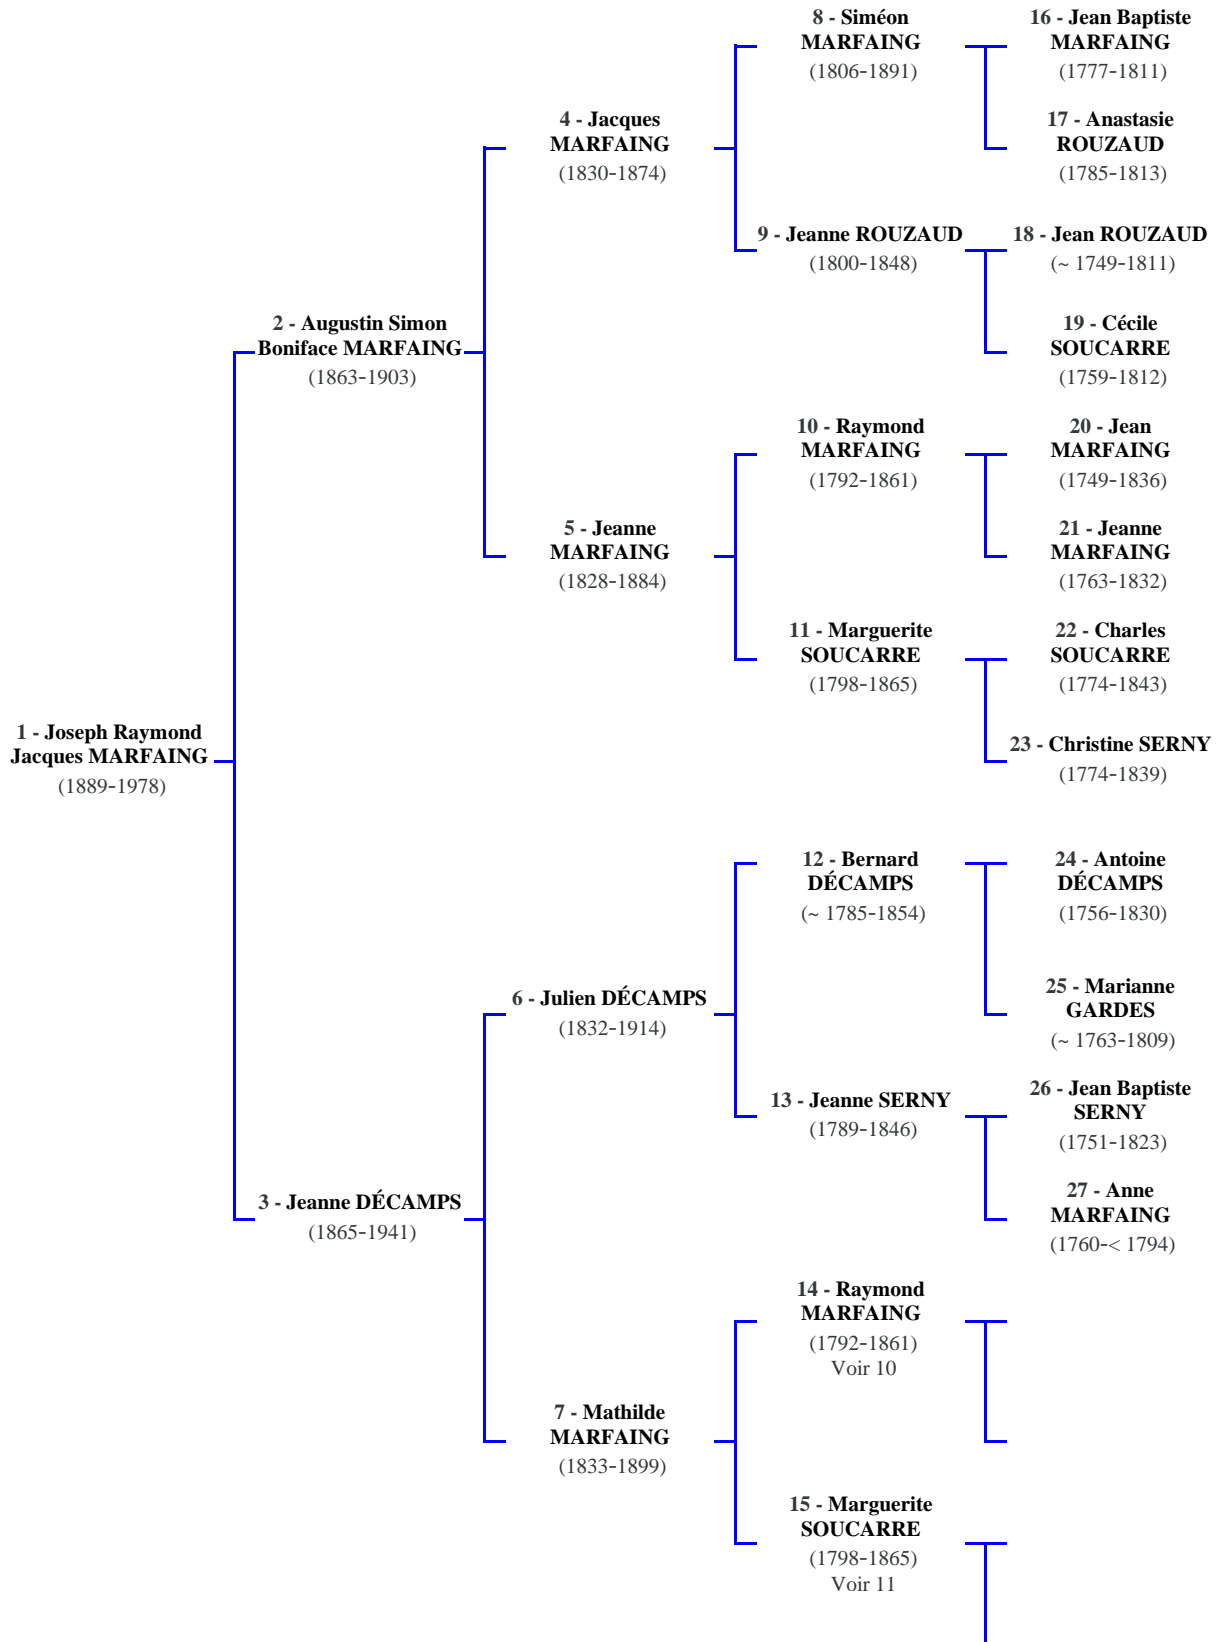 8 - Siméon
MARFAING
(1806-1891)
16 - Jean Baptiste
MARFAING
(1777-1811)
4 - Jacques
MARFAING
(1830-1874)
17 - Anastasie
ROUZAUD
(1785-1813)
9 - Jeanne ROUZAUD
(1800-1848)
18 - Jean ROUZAUD
(~ 1749-1811)
2 - Augustin Simon
Boniface MARFAING
(1863-1903)
19 - Cécile
SOUCARRE
(1759-1812)
10 - Raymond
MARFAING
(1792-1861)
20 - Jean
MARFAING
(1749-1836)
5 - Jeanne
MARFAING
(1828-1884)
21 - Jeanne
MARFAING
(1763-1832)
11 - Marguerite
SOUCARRE
(1798-1865)
22 - Charles
SOUCARRE
(1774-1843)
1 - Joseph Raymond
Jacques MARFAING
(1889-1978)
23 - Christine SERNY
(1774-1839)
12 - Bernard
DÉCAMPS
(~ 1785-1854)
24 - Antoine
DÉCAMPS
(1756-1830)
6 - Julien DÉCAMPS
(1832-1914)
25 - Marianne
GARDES
(~ 1763-1809)
13 - Jeanne SERNY
(1789-1846)
26 - Jean Baptiste
SERNY
(1751-1823)
3 - Jeanne DÉCAMPS
(1865-1941)
27 - Anne
MARFAING
(1760-< 1794)
14 - Raymond
MARFAING
(1792-1861)
Voir 10
7 - Mathilde
MARFAING
(1833-1899)
15 - Marguerite
SOUCARRE
(1798-1865)
Voir 11